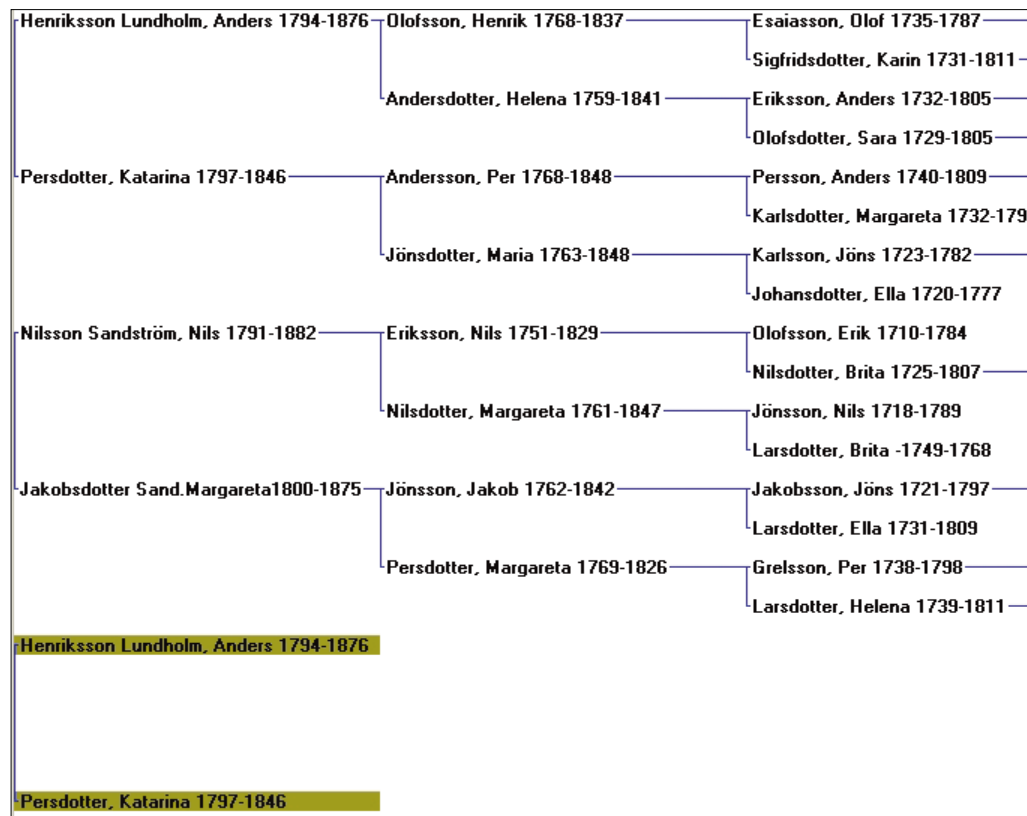 Henriksson Lundholm, Anders 1794-1876 Olofsson, Henrik 1768-1837 Esaiasson, Olof 1735-1787
Sigfridsdotter, Karin 1731-1811
Andersdotter, Helena 1759-1841 Eriksson, Anders 1732-1805
Olofsdotter, Sara 1729-1805
Persdotter, Katarina 1797-1846 Andersson, Per 1768-1848 Persson, Anders 1740-1809
Karlsdotter, Margareta 1732-179
Jönsdotter, Maria 1763-1848 Karlsson, Jöns 1723-1782
Johansdotter, Ella 1720-1777
Nilsson Sandström, Nils 1791-1882 Eriksson, Nils 1751-1829 Olofsson, Erik 1710-1784
Nilsdotter, Brita 1725-1807
Nilsdotter, Margareta 1761-1847 Jönsson, Nils 1718-1789
Larsdotter, Brita -1749-1768
Jakobsdotter Sand.Margareta1800-1875 Jönsson, Jakob 1762-1842 Jakobsson, Jöns 1721-1797
Larsdotter, Ella 1731-1809
Persdotter, Margareta 1769-1826 Grelsson, Per 1738-1798
Larsdotter, Helena 1739-1811
Henriksson Lundholm, Anders 1794-1876
Persdotter, Katarina 1797-1846